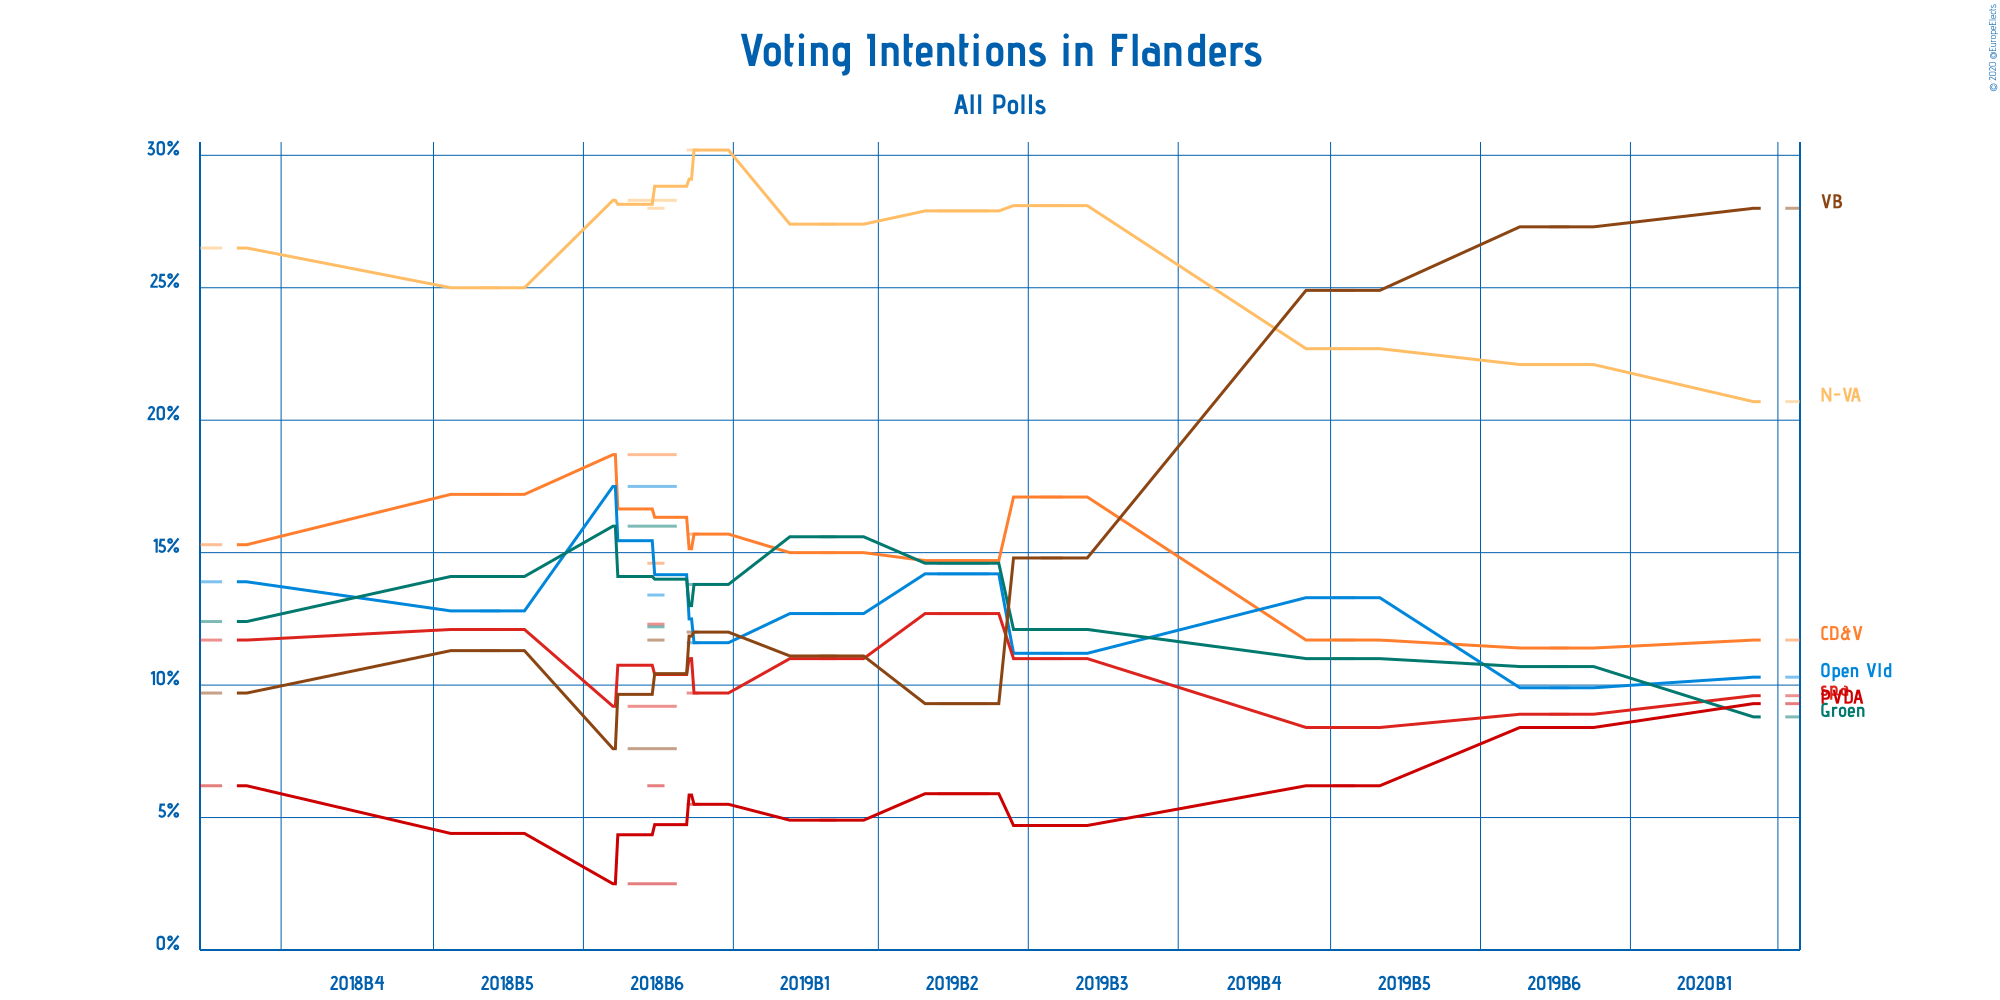 Voting Intentions in Flanders
All Polls
© 2020 @EuropeElects
30%
25%
20%
15%
10%
5%
0%
VB
N-VA
CD&V
Open Vld
spa
PVDA
Groen
2018B4 2018B5 2018B6 2019B1 2019B2 2019B3 2019B4 2019B5 2019B6 2020B1